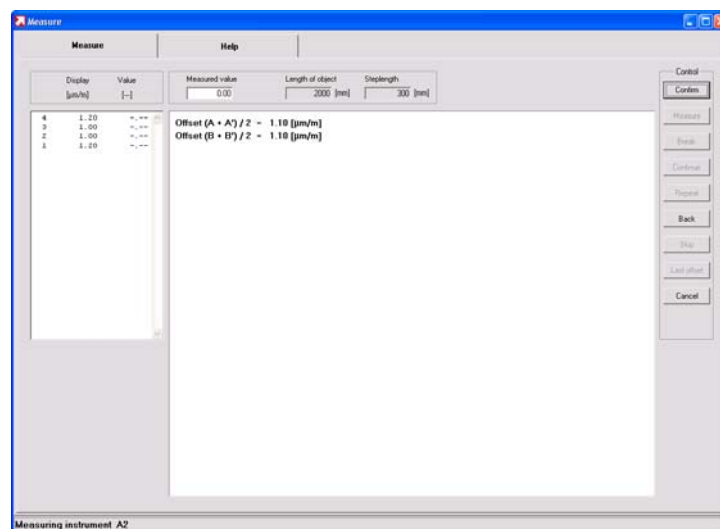 Measure
Measure Help
Display Value
[µm/m] [--]
Measured value Length of object Steplength
0.00 2000 [mm] 300 [mm]
4 1.20 -.--
3 1.00 -.--
2 1.00 -.--
1 1.20 -.--
Offset (A + A') / 2 = 1.10 [µm/m]
Offset (B + B') / 2 = 1.10 [µm/m]
Control
Confirm
Measure
Break
Continue
Repeat
Back
Skip
Last offset
Cancel
Measuring instrument A2